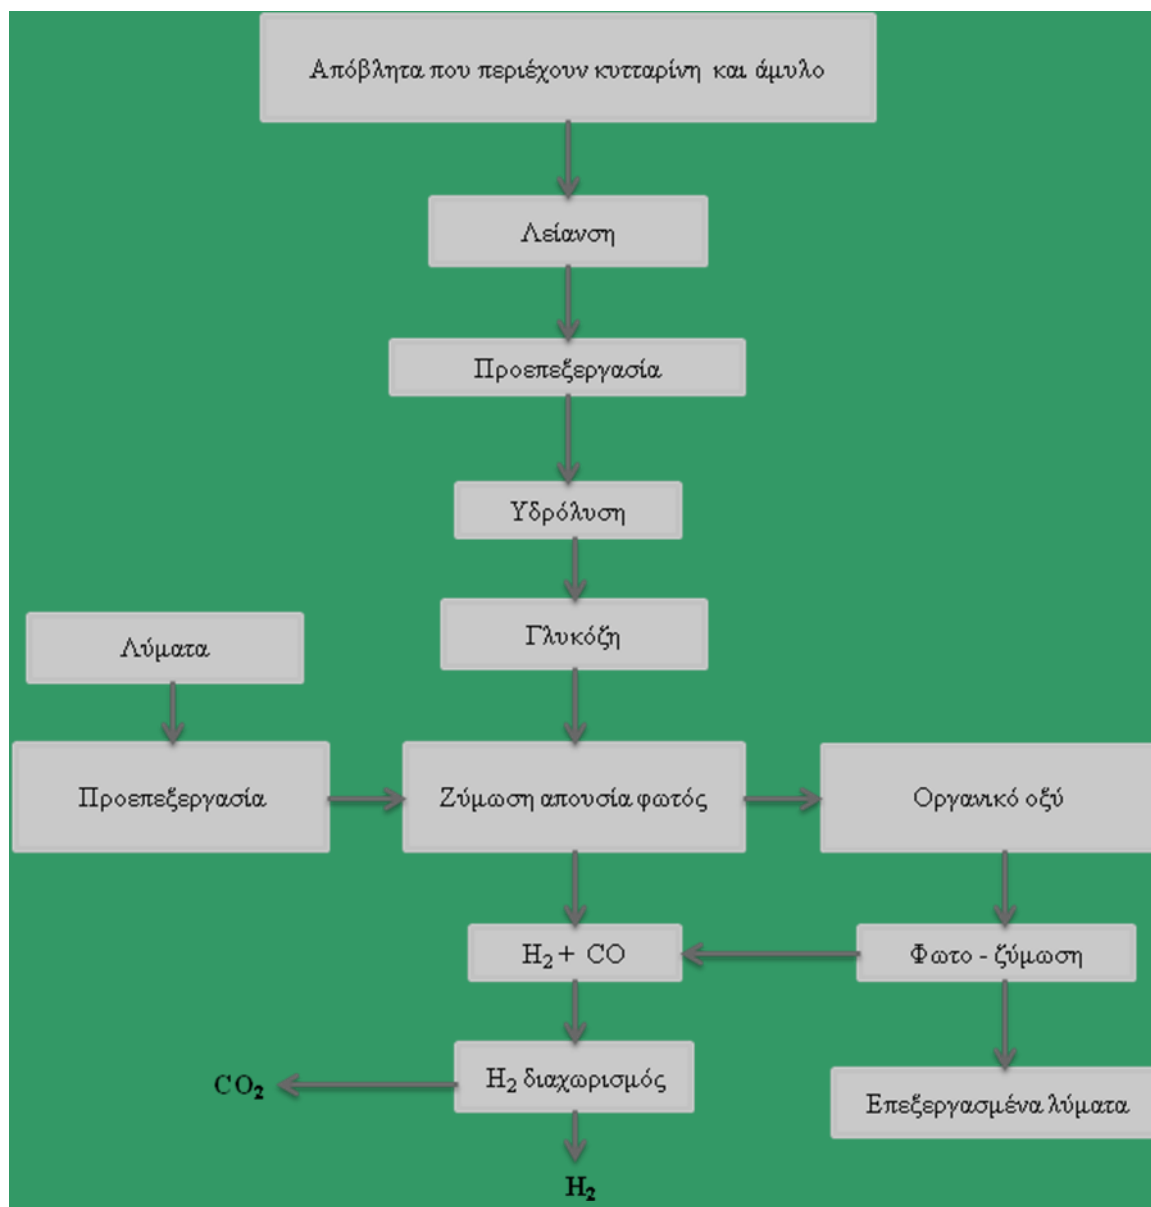 Απόβλητα που περιέχουν κυτταρίνη και άμυλο
Λείανση
Προεπεξεργασία
Υδρόλυση
Γλυκόζη
Λύματα
Προεπεξεργασία
Ζύμωση απουσία φωτός
Οργανικό οξύ
H₂ + CO
Φωτο - ζύμωση
H₂ διαχωρισμός
CO₂
Επεξεργασμένα λύματα
H₂